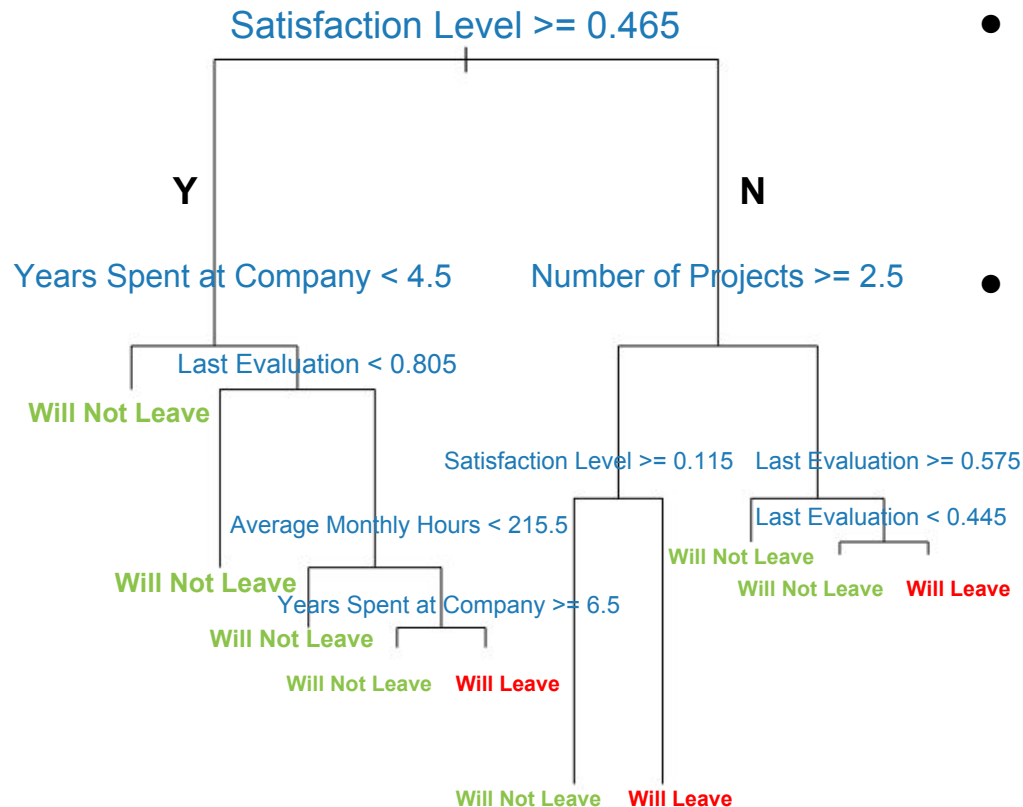 Satisfaction Level >= 0.465
Y
N
Years Spent at Company < 4.5
Number of Projects >= 2.5
Last Evaluation < 0.805
Will Not Leave
Satisfaction Level >= 0.115
Last Evaluation >= 0.575
Average Monthly Hours < 215.5
Last Evaluation < 0.445
Will Not Leave
Will Not Leave
Will Not Leave
Will Leave
Years Spent at Company >= 6.5
Will Not Leave
Will Not Leave
Will Leave
Will Not Leave
Will Leave